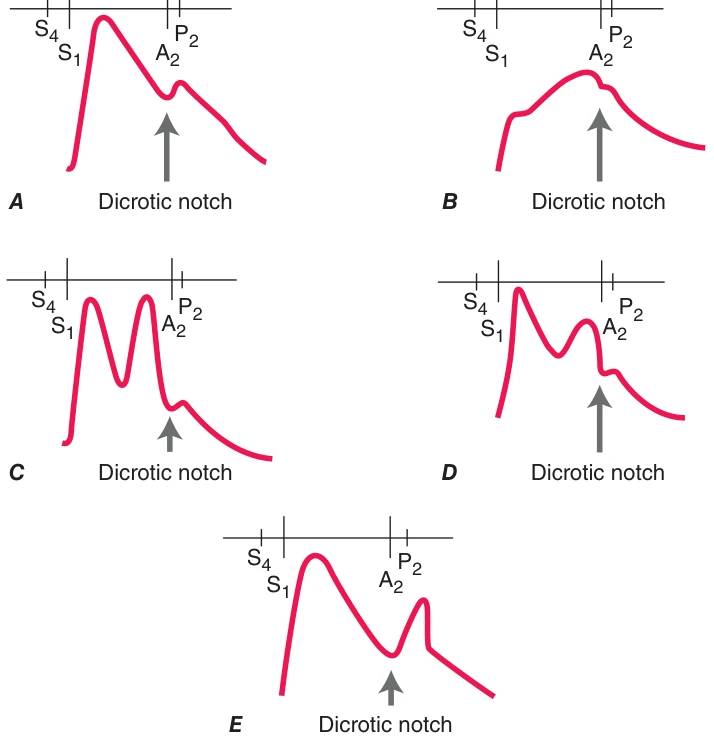 S4 S1 A2 P2
A Dicrotic notch
S4 S1 A2 P2
B Dicrotic notch
S4 S1 A2 P2
C Dicrotic notch
S4 S1 A2 P2
D Dicrotic notch
S4 S1 A2 P2
E Dicrotic notch